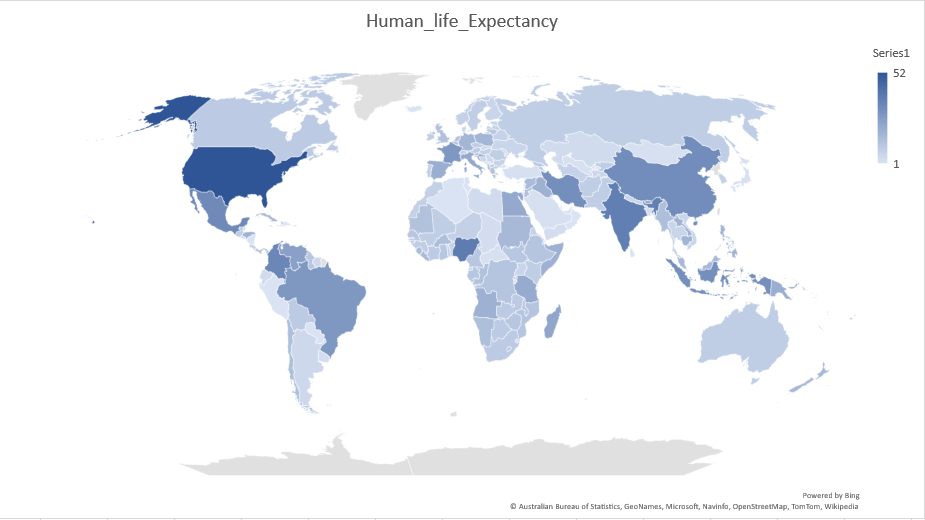 Human_life_Expectancy
Series1
52
1
Powered by Bing
© Australian Bureau of Statistics, GeoNames, Microsoft, Navinfo, OpenStreetMap, TomTom, Wikipedia